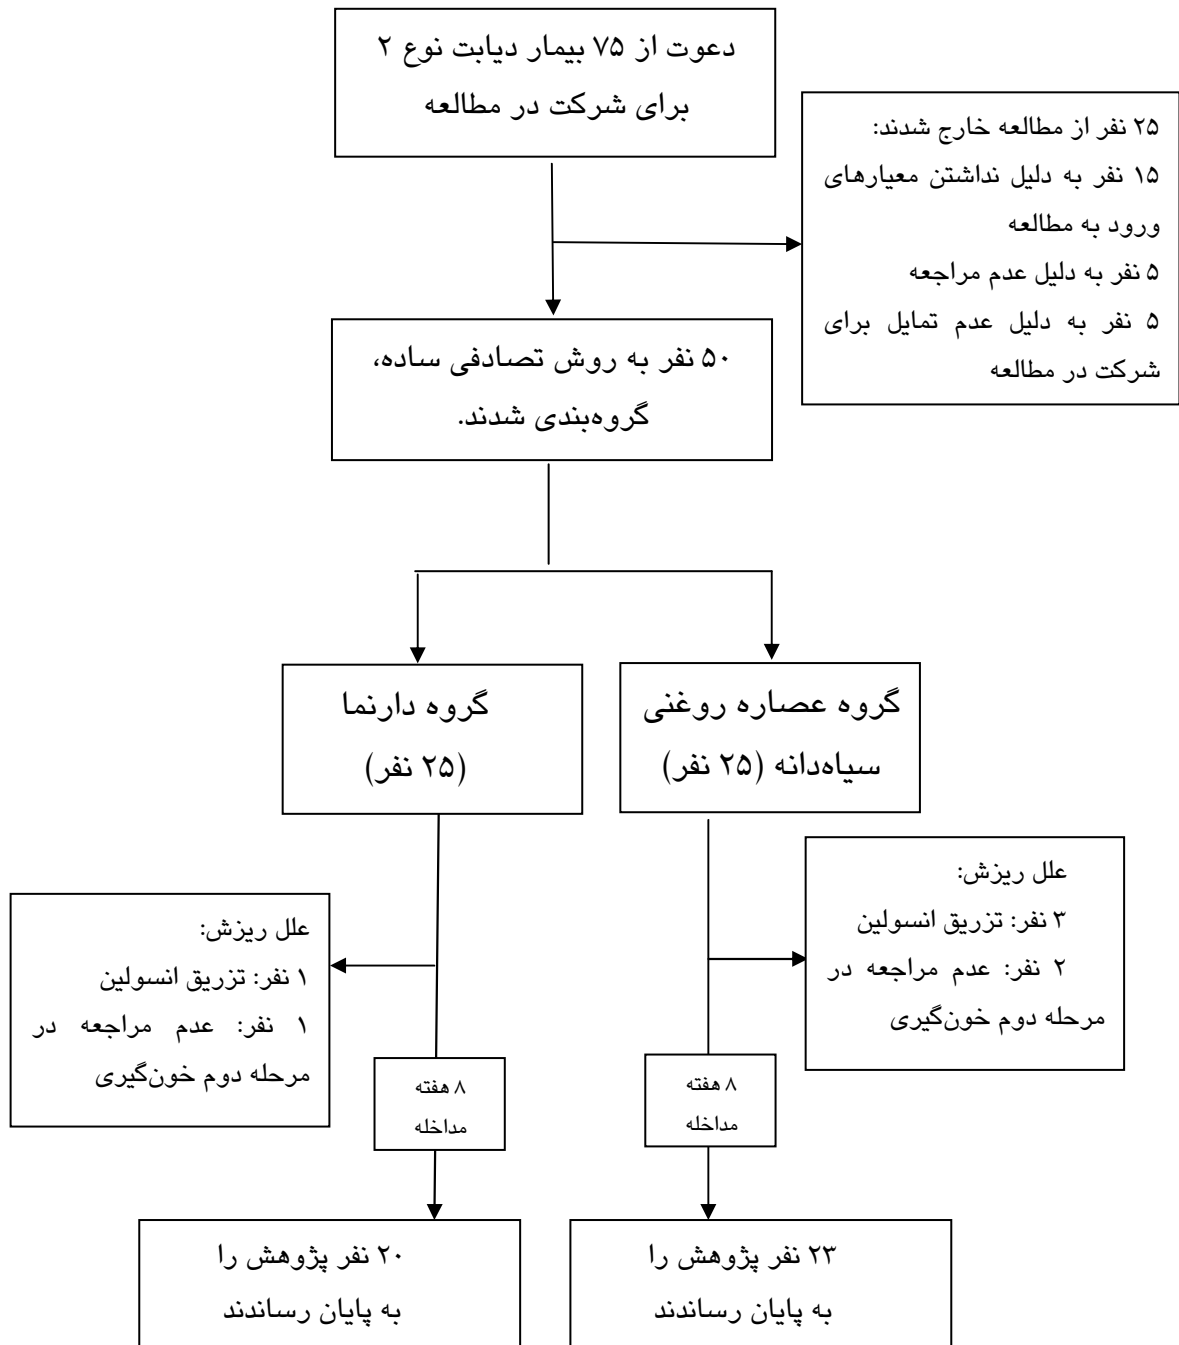 دعوت از ۷۵ بیمار دیابت نوع ۲
برای شرکت در مطالعه
۲۵ نفر از مطالعه خارج شدند:
۱۵ نفر به دلیل نداشتن معیارهای
ورود به مطالعه
۵ نفر به دلیل عدم مراجعه
۵ نفر به دلیل عدم تمایل برای
شرکت در مطالعه
۵۰ نفر به روش تصادفی ساده،
گروه‌بندی شدند.
گروه عصاره روغنی
سیاه‌دانه (۲۵ نفر)
گروه دارنما
(۲۵ نفر)
علل ریزش:
۳ نفر: تزریق انسولین
۲ نفر: عدم مراجعه در
مرحله دوم خون‌گیری
علل ریزش:
۱ نفر: تزریق انسولین
۱ نفر: عدم مراجعه در
مرحله دوم خون‌گیری
۸ هفته
مداخله
۸ هفته
مداخله
۲۳ نفر پژوهش را
به پایان رساندند
۲۰ نفر پژوهش را
به پایان رساندند